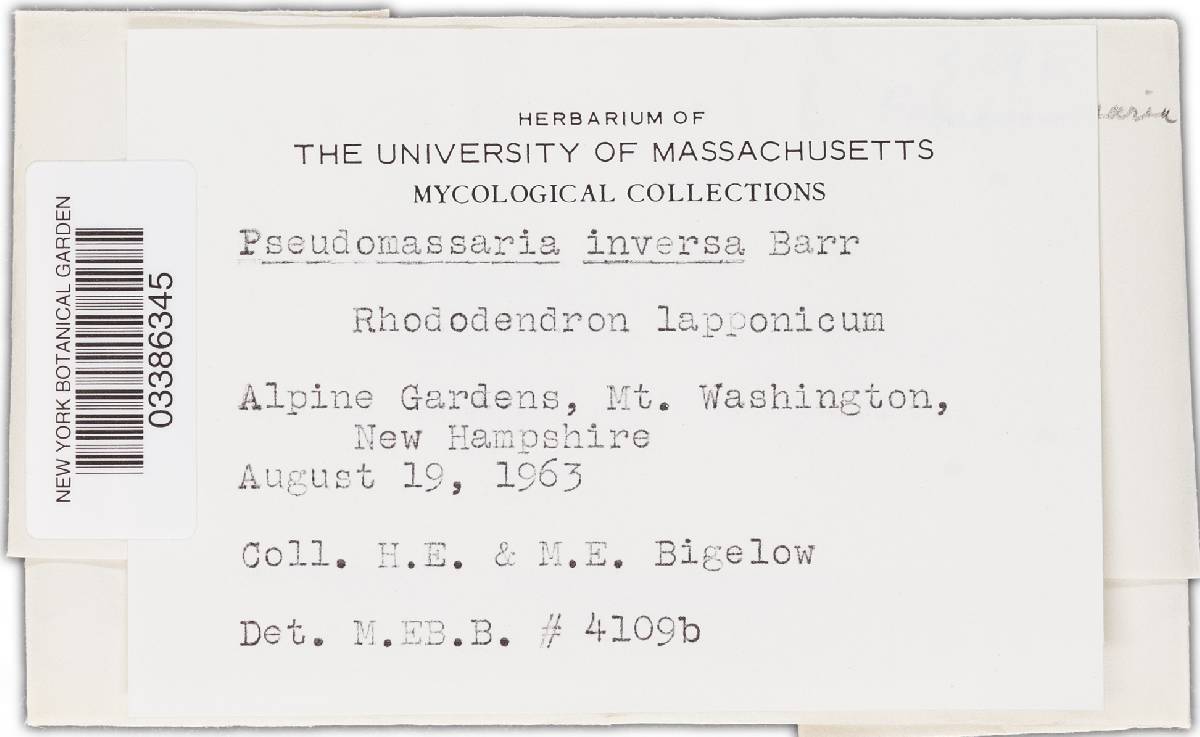 HERBARIUM OF
THE UNIVERSITY OF MASSACHUSETTS
MYCOLOGICAL COLLECTIONS
Pseudomassaria inversa Barr
Rhododendron lapponicum
Alpine Gardens, Mt. Washington,
New Hampshire
August 19, 1963
Coll. H.E. & M.E. Bigelow
Det. M.EB.B. # 4109b
NEW YORK BOTANICAL GARDEN
03386345